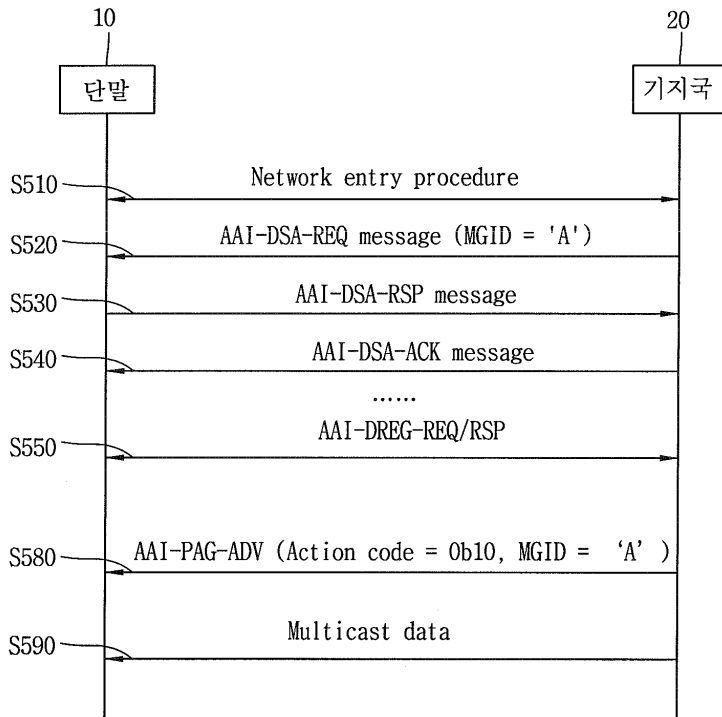 10
20
단말
기지국
S510
Network entry procedure
S520
AAI-DSA-REQ message (MGID = 'A')
S530
AAI-DSA-RSP message
S540
AAI-DSA-ACK message
......
S550
AAI-DREG-REQ/RSP
S580
AAI-PAG-ADV (Action code = 0b10, MGID = ‘A’ )
S590
Multicast data